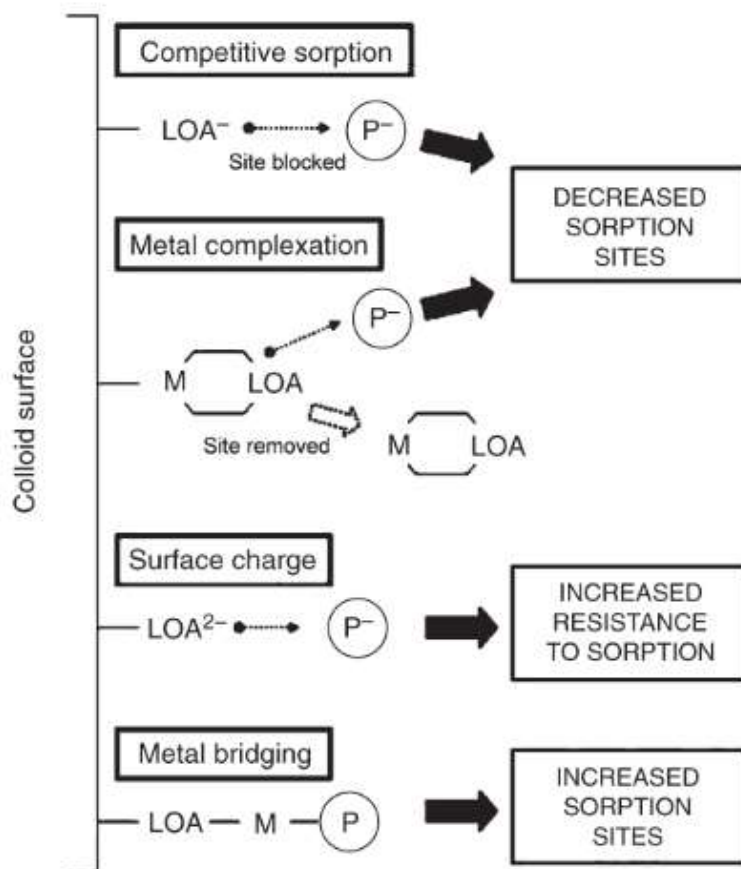 Colloid surface
Competitive sorption
LOA⁻
P⁻
Site blocked
DECREASED
SORPTION
SITES
Metal complexation
P⁻
M
LOA
Site removed
M
LOA
Surface charge
LOA²⁻
P⁻
INCREASED
RESISTANCE
TO SORPTION
Metal bridging
LOA — M — P
INCREASED
SORPTION
SITES